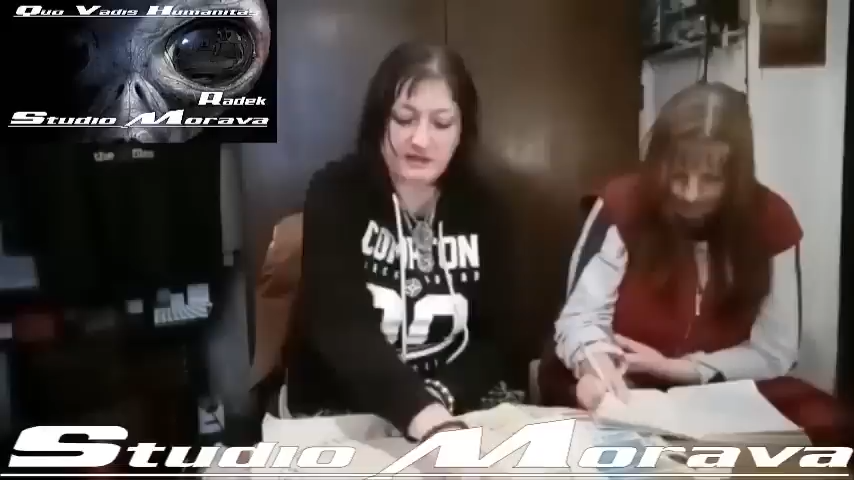 Quo Vadis Humanitas
Radek
Studio Morava
COMPTON
Studio Morava